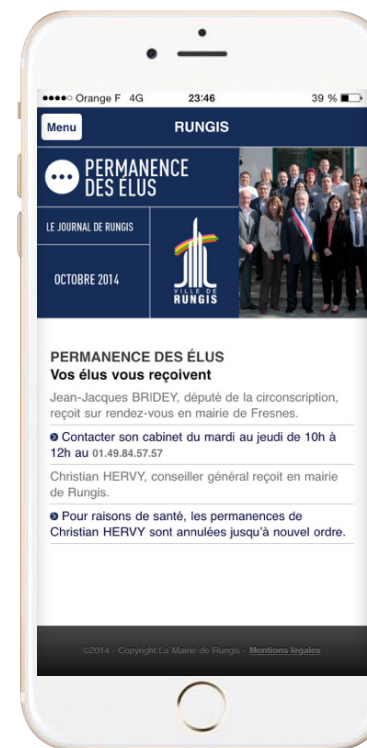 Orange F 4G 23:46 39 %
Menu RUNGIS
PERMANENCE
DES ÉLUS
LE JOURNAL DE RUNGIS
OCTOBRE 2014
VILLE DE
RUNGIS
PERMANENCE DES ÉLUS
Vos élus vous reçoivent
Jean-Jacques BRIDEY, député de la circonscription,
reçoit sur rendez-vous en mairie de Fresnes.
Contacter son cabinet du mardi au jeudi de 10h à
12h au 01.49.84.57.57
Christian HERVY, conseiller général reçoit en mairie
de Rungis.
Pour raisons de santé, les permanences de
Christian HERVY sont annulées jusqu'à nouvel ordre.
©2014 - Copyright La Mairie de Rungis - Mentions légales